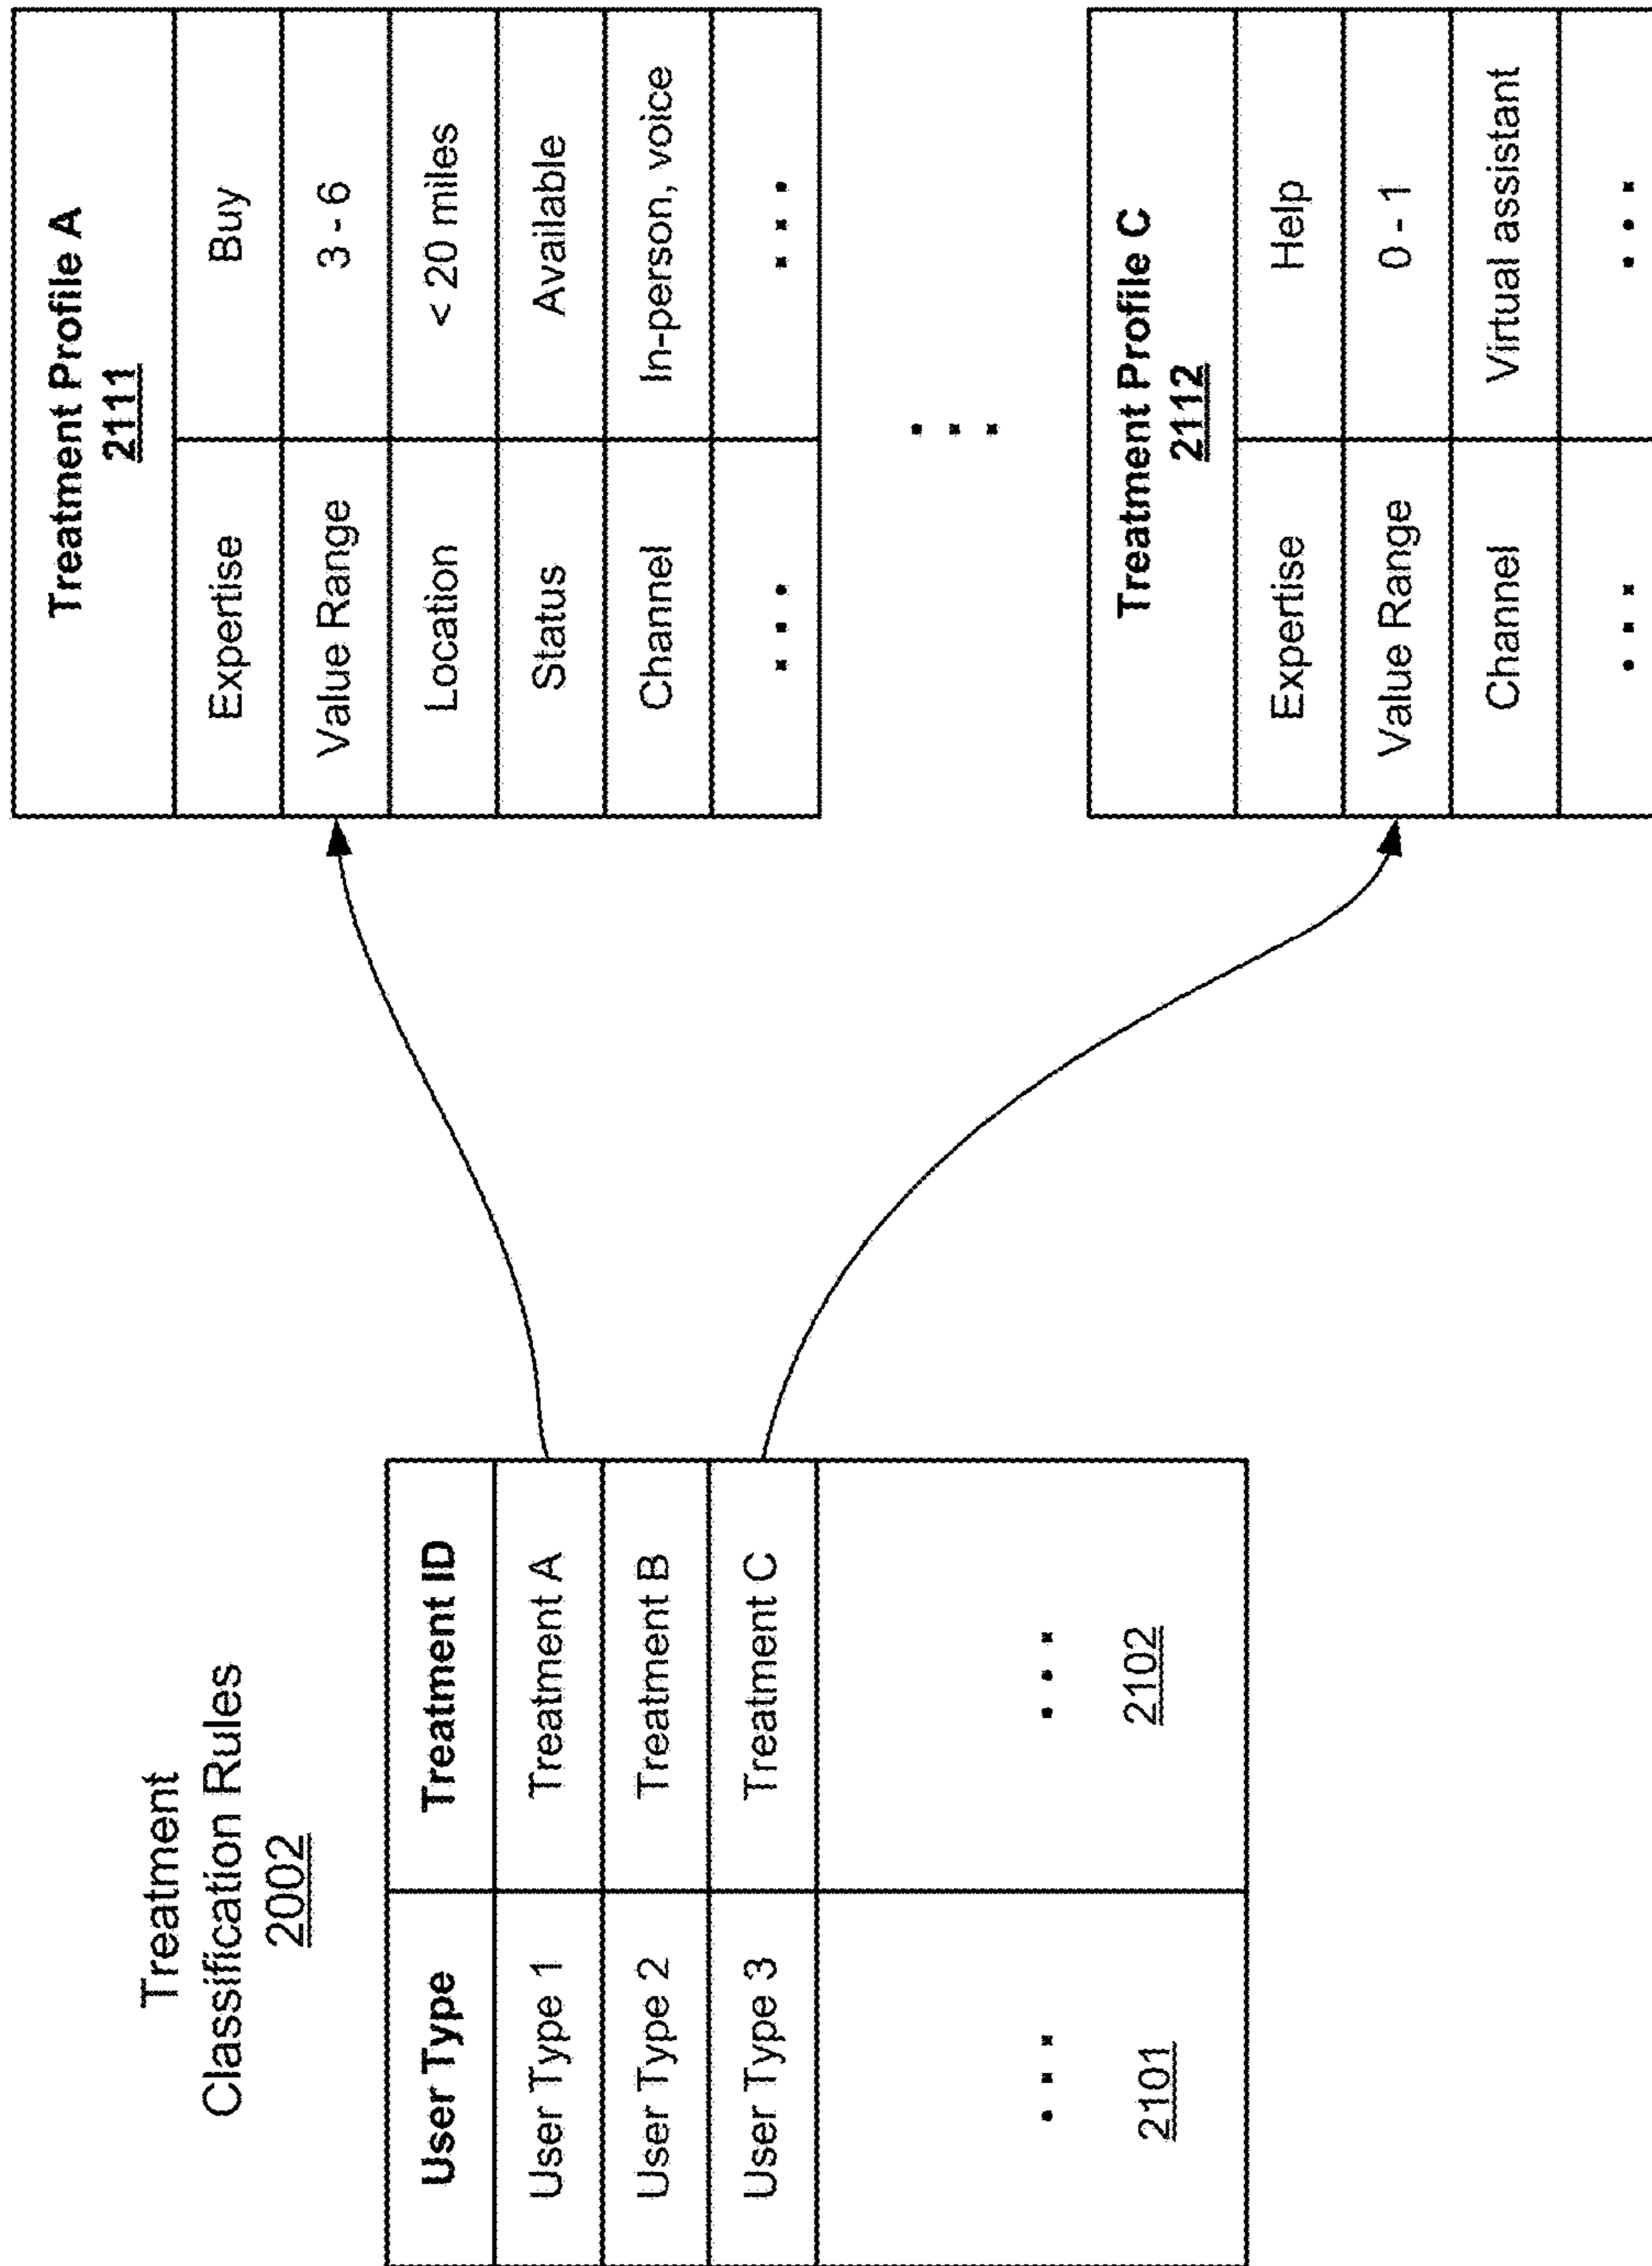 Treatment
Classification Rules
2002
User Type Treatment ID
User Type 1 Treatment A
User Type 2 Treatment B
User Type 3 Treatment C
2101 2102
Treatment Profile A
2111
Expertise Buy
Value Range 3 - 6
Location < 20 miles
Status Available
Channel In-person, voice
Treatment Profile C
2112
Expertise Help
Value Range 0 - 1
Channel Virtual assistant